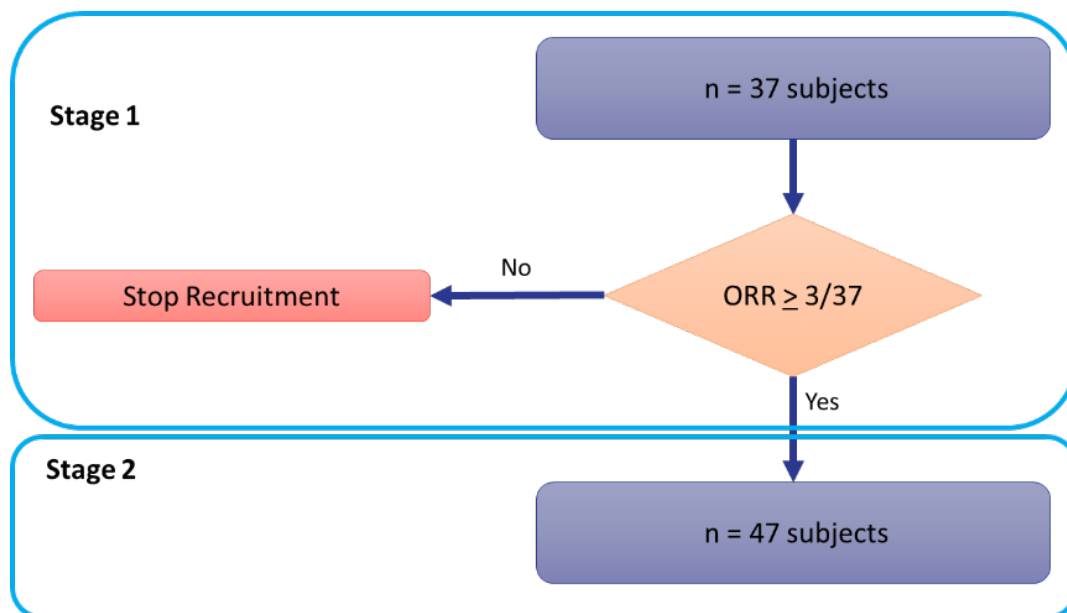 Stage 1
n = 37 subjects
No
Stop Recruitment
ORR ≥ 3/37
Yes
Stage 2
n = 47 subjects